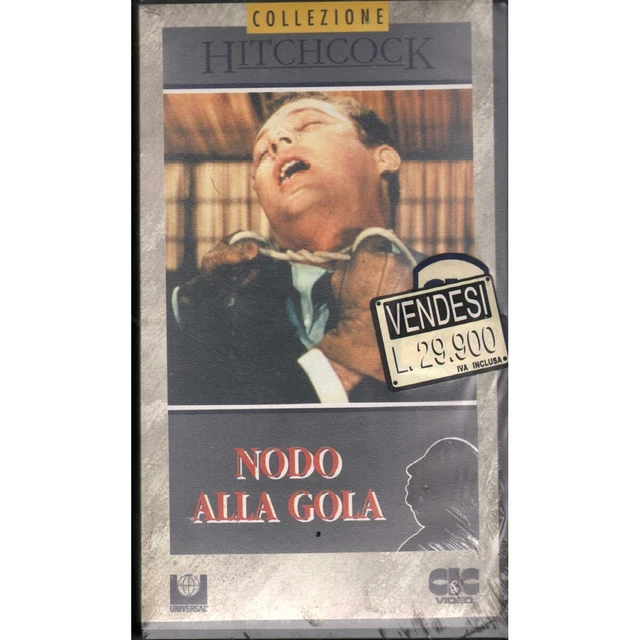 COLLEZIONE
HITCHCOCK
VENDESI
L. 29.900
IVA INCLUSA
NODO
ALLA GOLA
UNIVERSAL
CIC
VIDEO